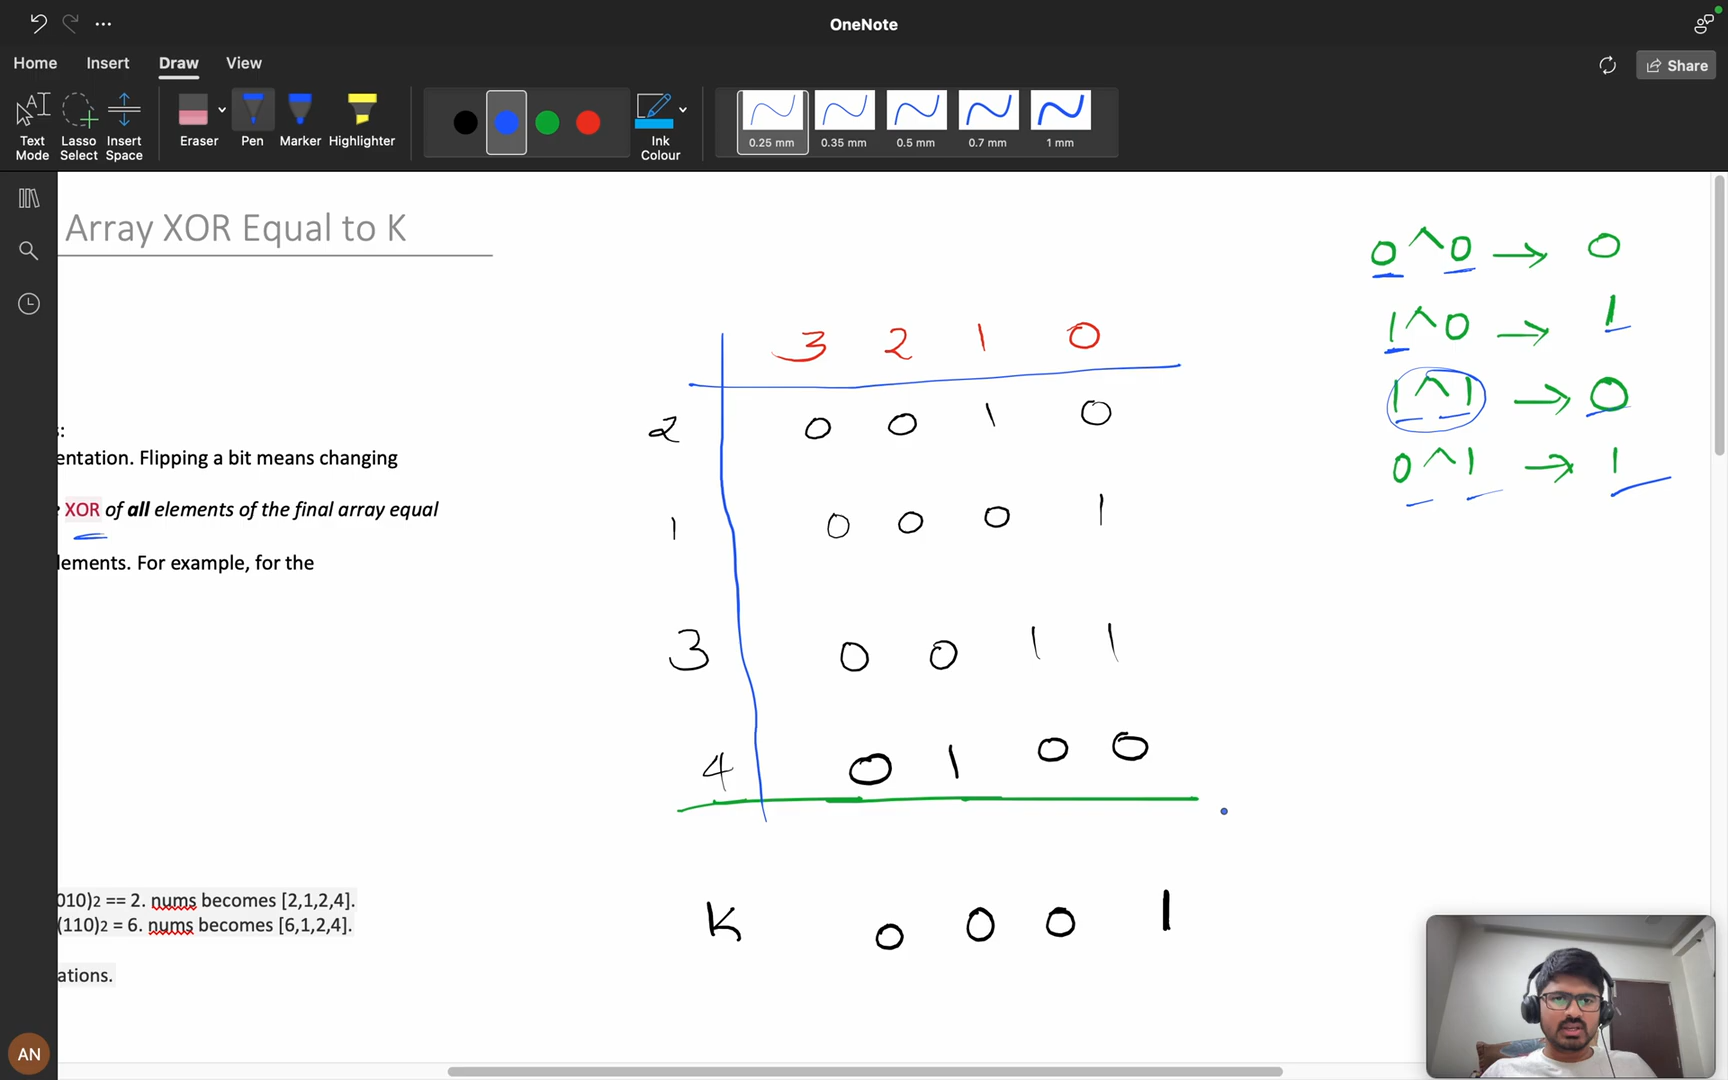 OneNote
Home Insert Draw View
Share
Text Mode
Lasso Select
Insert Space
Eraser
Pen
Marker
Highlighter
Ink Colour
0.25 mm
0.35 mm
0.5 mm
0.7 mm
1 mm
Array XOR Equal to K
0 ^ 0 → 0
1 ^ 0 → 1
1 ^ 1 → 0
0 ^ 1 → 1
3 2 1 0
2 0 0 1 0
1 0 0 0 1
3 0 0 1 1
4 0 1 0 0
K 0 0 0 1
s:
entation. Flipping a bit means changing
XOR of all elements of the final array equal
lements. For example, for the
010)2 == 2. nums becomes [2,1,2,4].
(110)2 = 6. nums becomes [6,1,2,4].
ations.
AN